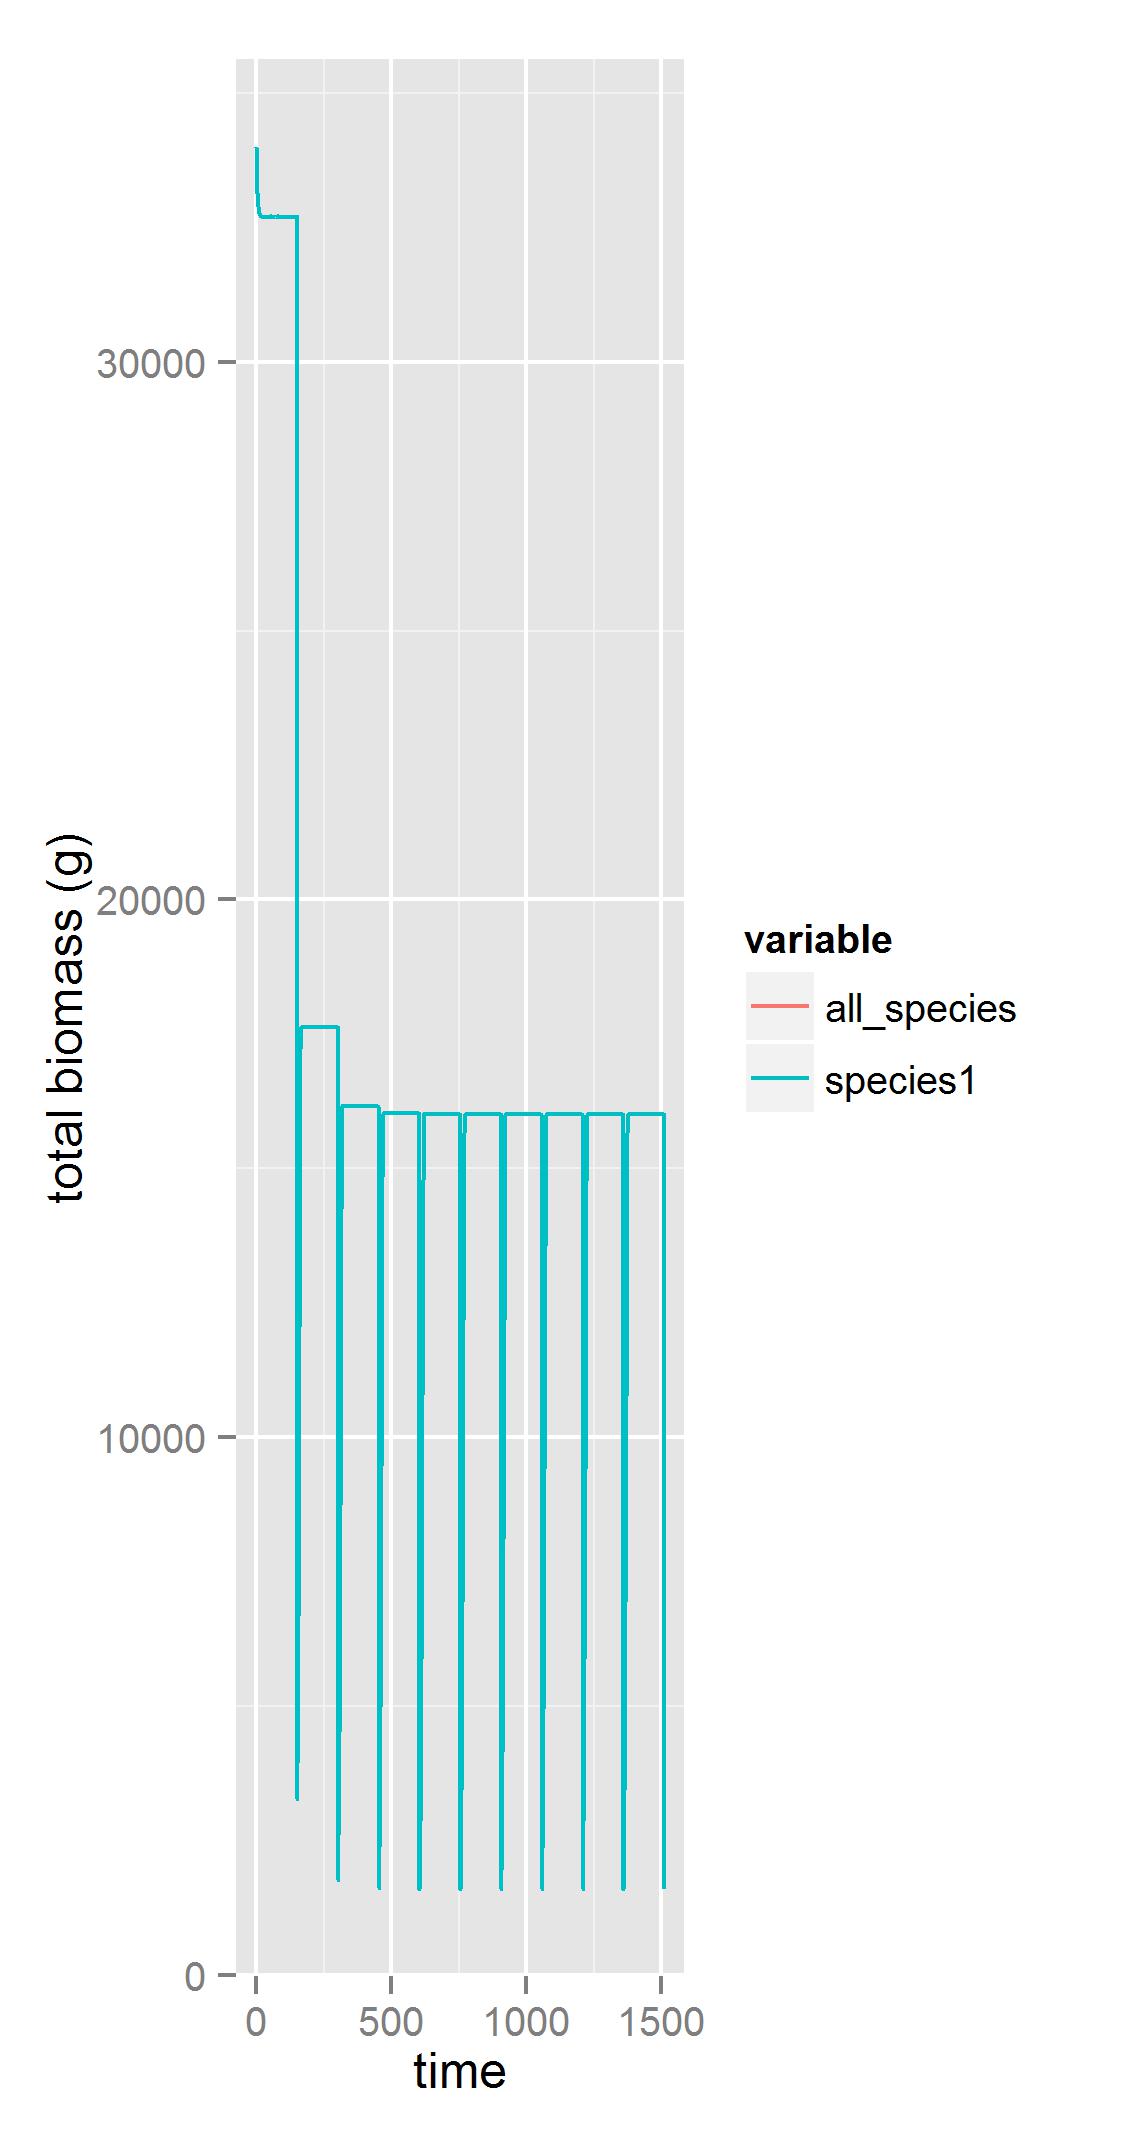 total biomass (g)
30000
20000
10000
0
0 500 1000 1500
time
variable
all_species
species1